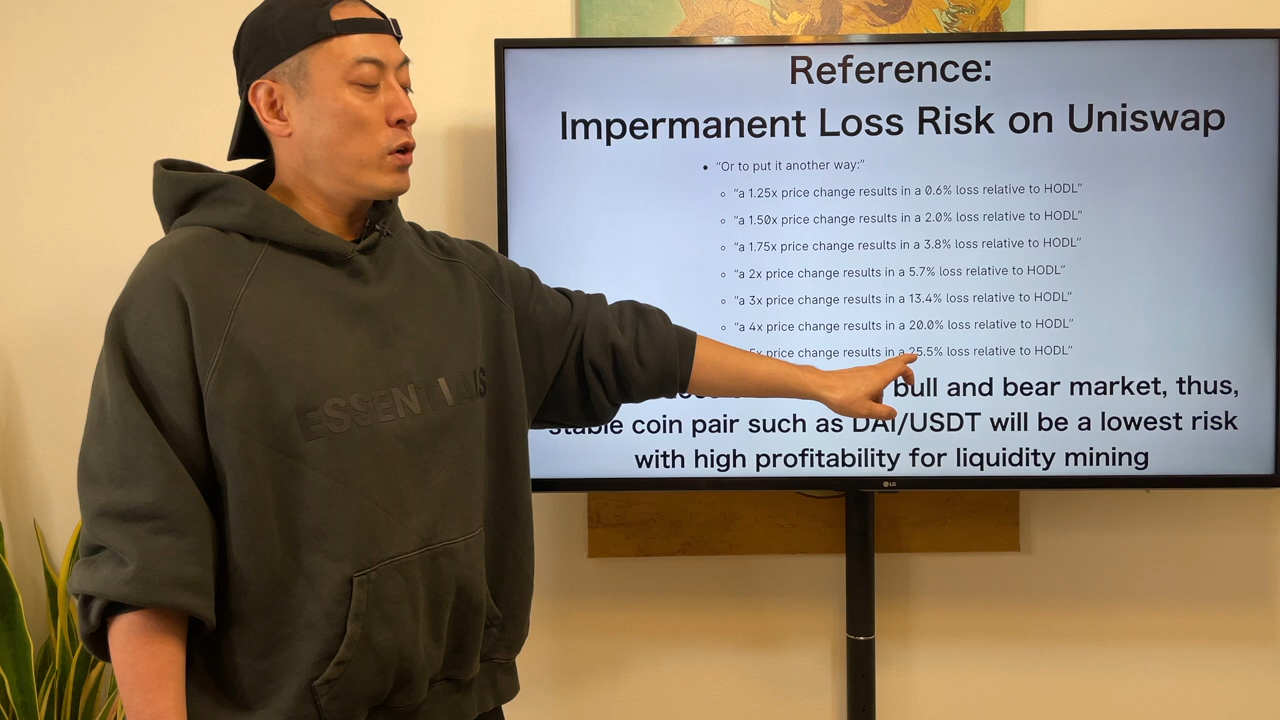 Reference:
Impermanent Loss Risk on Uniswap
• “Or to put it another way:”
◦ “a 1.25x price change results in a 0.6% loss relative to HODL”
◦ “a 1.50x price change results in a 2.0% loss relative to HODL”
◦ “a 1.75x price change results in a 3.8% loss relative to HODL”
◦ “a 2x price change results in a 5.7% loss relative to HODL”
◦ “a 3x price change results in a 13.4% loss relative to HODL”
◦ “a 4x price change results in a 20.0% loss relative to HODL”
5x price change results in a 25.5% loss relative to HODL”
bull and bear market, thus,
stable coin pair such as DAI/USDT will be a lowest risk
with high profitability for liquidity mining
LG
ESSENTIALS